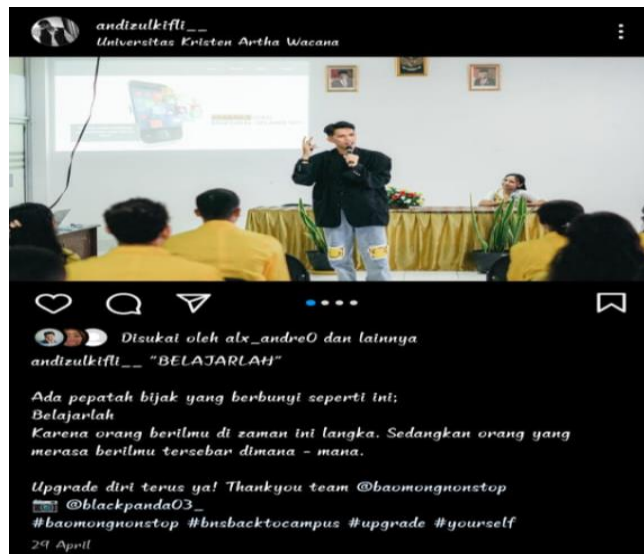 andizulkifli__
Universitas Kristen Artha Wacana
Disukai oleh alx_andre0 dan lainnya
andizulkifli__ "BELAJARLAH"
Ada pepatah bijak yang berbunyi seperti ini;
Belajarlah
Karena orang berilmu di zaman ini langka. Sedangkan orang yang
merasa berilmu tersebar dimana - mana.
Upgrade diri terus ya! Thankyou team @baomongnonstop
@blackpanda03_
#baomongnonstop #bnsbacktocampus #upgrade #yourself
29 April